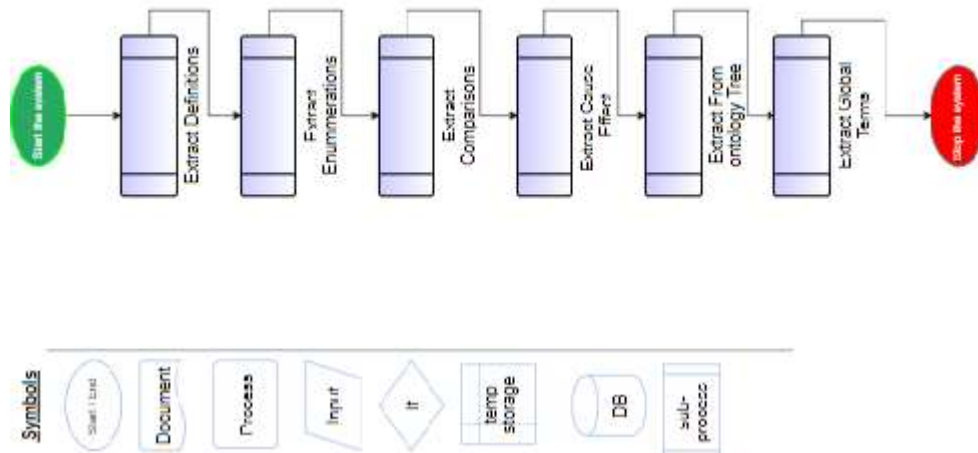 Start the system
Extract Definitions
Extract
Enummerations
Extract
Comparisons
Extract Cause
Effect
Extract From
ontology Tree
Extract Global
Terms
Stop the system
Symbols
Start / End
Document
Process
Input
If
temp
storage
DB
sub-
process